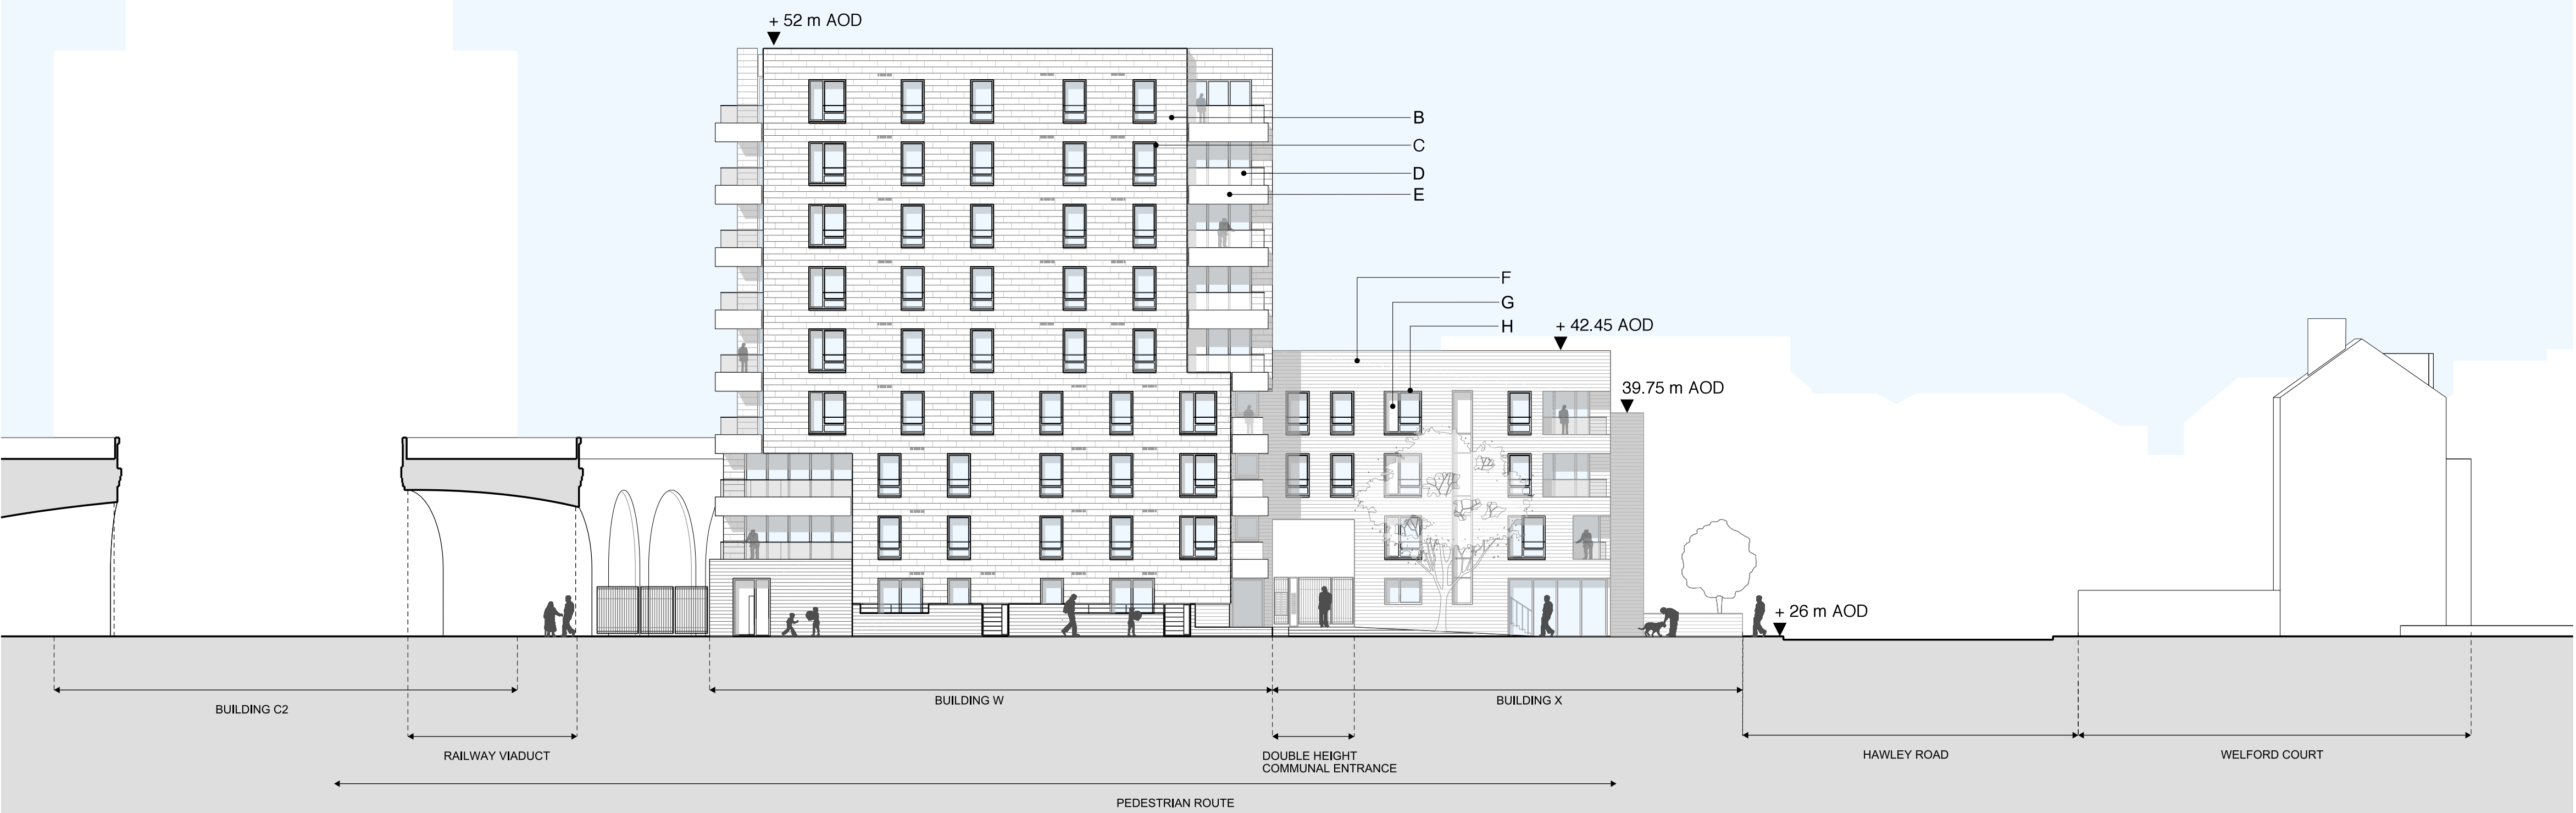 + 52 m AOD
B
C
D
E
F
G
H
+ 42.45 AOD
39.75 m AOD
+ 26 m AOD
BUILDING C2
BUILDING W
BUILDING X
RAILWAY VIADUCT
DOUBLE HEIGHT
COMMUNAL ENTRANCE
HAWLEY ROAD
WELFORD COURT
PEDESTRIAN ROUTE